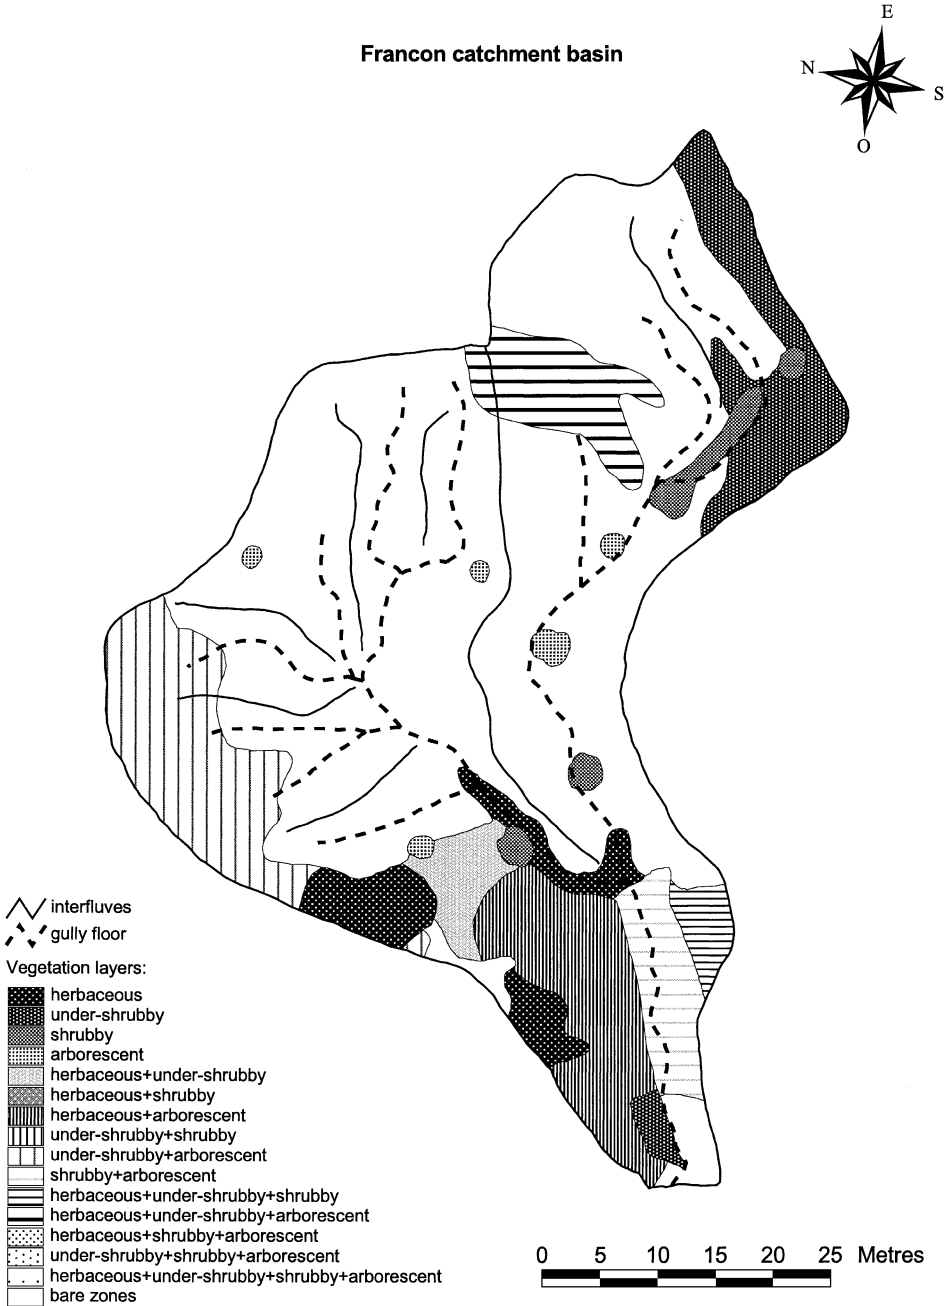 E
Francon catchment basin
N
S
O
interfluves
gully floor
Vegetation layers:
herbaceous
under-shrubby
shrubby
arborescent
herbaceous+under-shrubby
herbaceous+shrubby
herbaceous+arborescent
under-shrubby+shrubby
under-shrubby+arborescent
shrubby+arborescent
herbaceous+under-shrubby+shrubby
herbaceous+under-shrubby+arborescent
herbaceous+shrubby+arborescent
under-shrubby+shrubby+arborescent
herbaceous+under-shrubby+shrubby+arborescent
bare zones
0 5 10 15 20 25 Metres